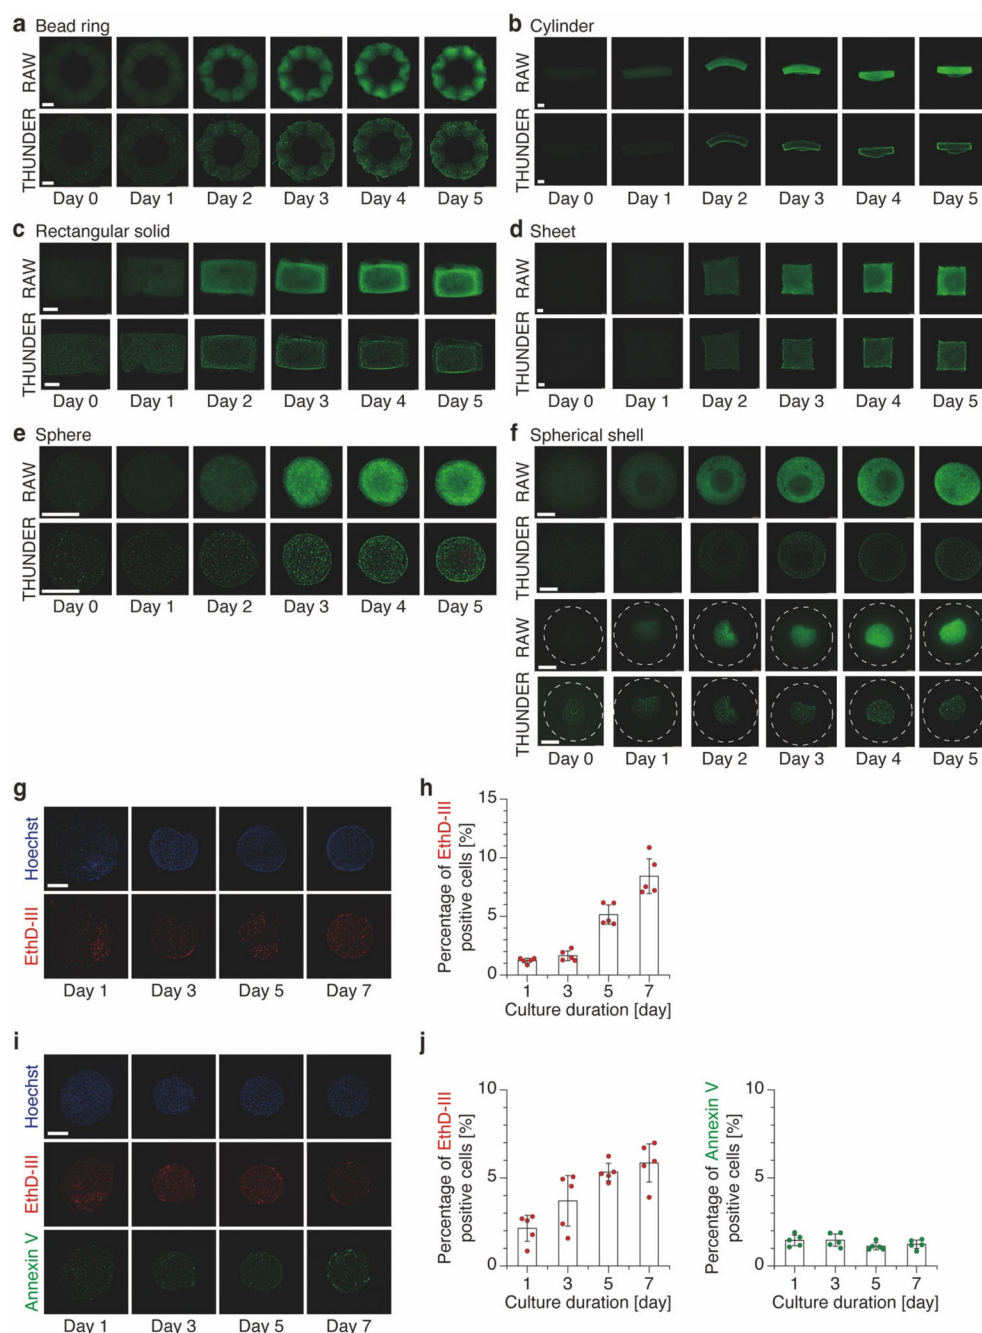 a Bead ring
RAW
THUNDER
Day 0 Day 1 Day 2 Day 3 Day 4 Day 5
b Cylinder
RAW
THUNDER
Day 0 Day 1 Day 2 Day 3 Day 4 Day 5
c Rectangular solid
RAW
THUNDER
Day 0 Day 1 Day 2 Day 3 Day 4 Day 5
d Sheet
RAW
THUNDER
Day 0 Day 1 Day 2 Day 3 Day 4 Day 5
e Sphere
RAW
THUNDER
Day 0 Day 1 Day 2 Day 3 Day 4 Day 5
f Spherical shell
RAW
THUNDER
RAW
THUNDER
Day 0 Day 1 Day 2 Day 3 Day 4 Day 5
g
Hoechst
EthD-III
Day 1 Day 3 Day 5 Day 7
h
Percentage of EthD-III
positive cells [%]
15
10
5
0
1 3 5 7
Culture duration [day]
i
Hoechst
EthD-III
Annexin V
Day 1 Day 3 Day 5 Day 7
j
Percentage of EthD-III
positive cells [%]
10
5
0
1 3 5 7
Culture duration [day]
Percentage of Annexin V
positive cells [%]
10
5
0
1 3 5 7
Culture duration [day]